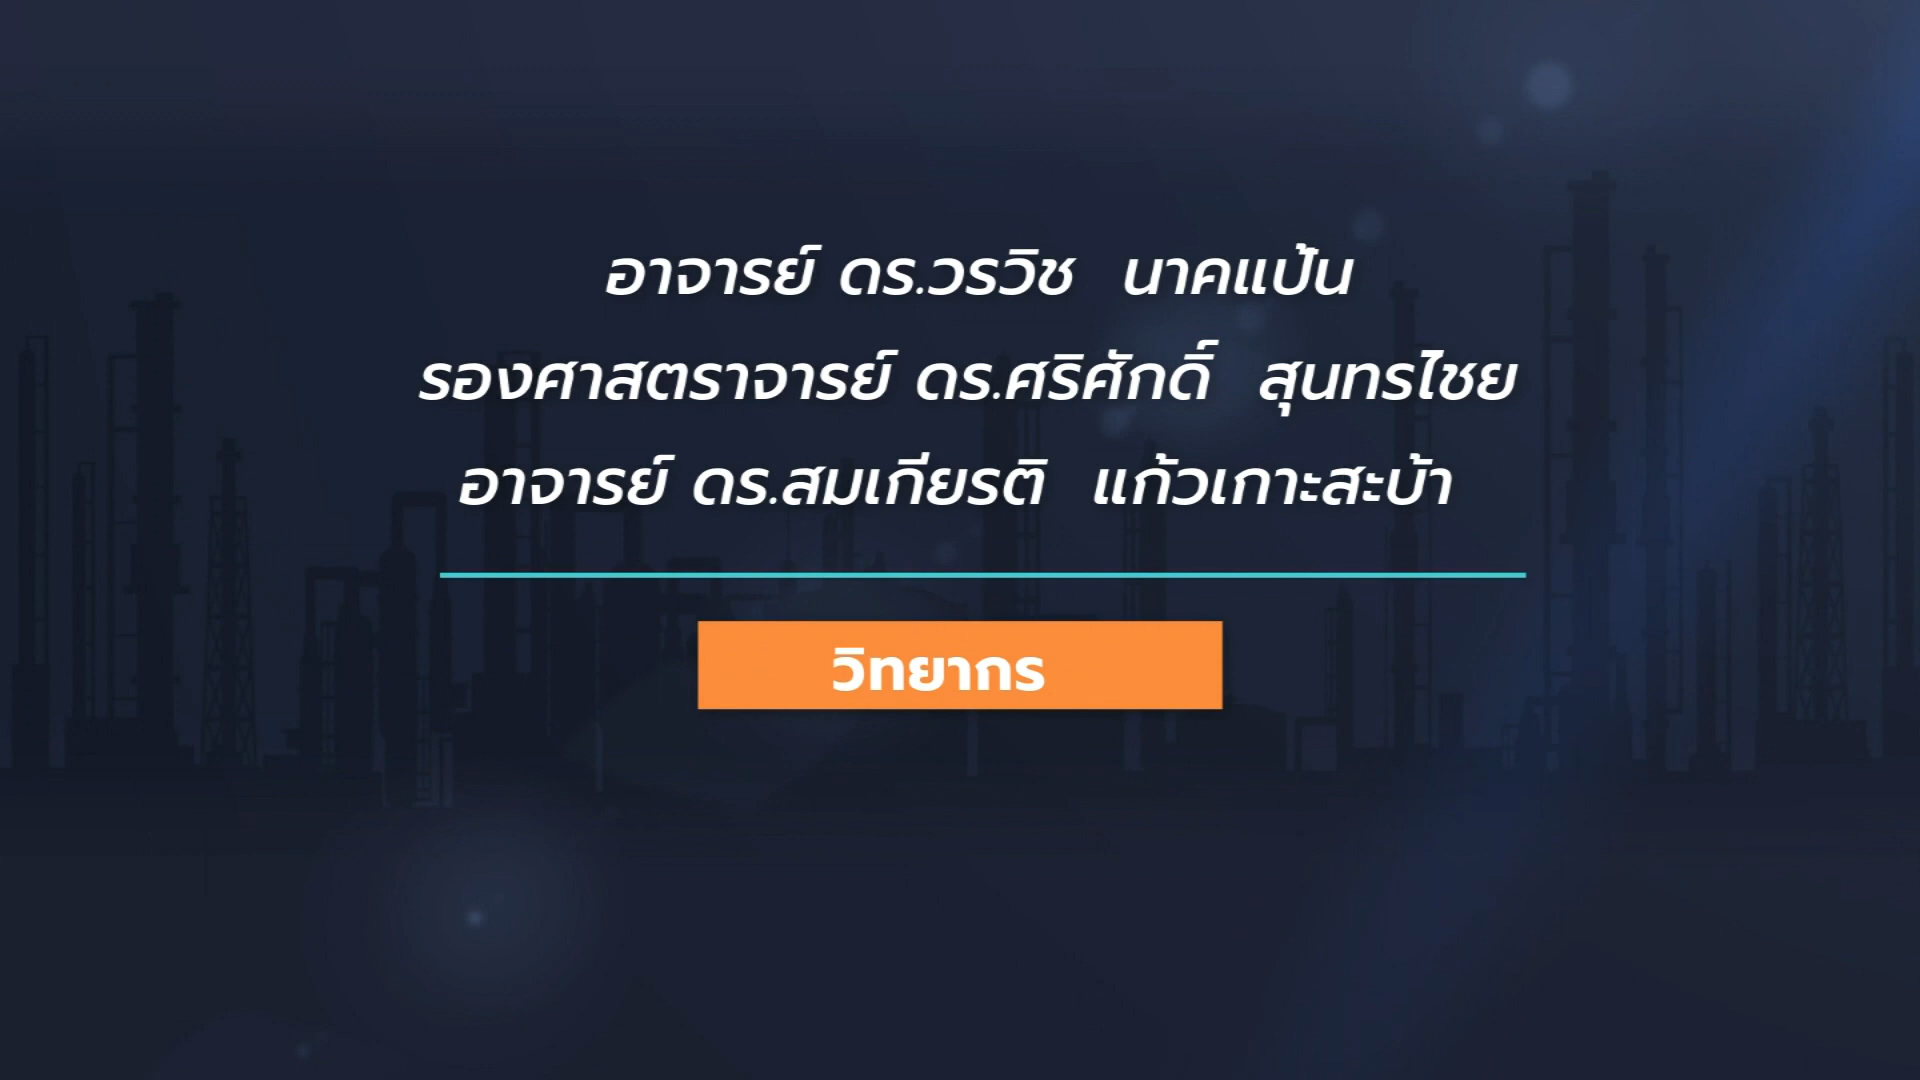 อาจารย์ ดร.วรวิช  นาคแป้น
รองศาสตราจารย์ ดร.ศริศักดิ์  สุนทรไชย
อาจารย์ ดร.สมเกียรติ  แก้วเกาะสะบ้า
วิทยากร